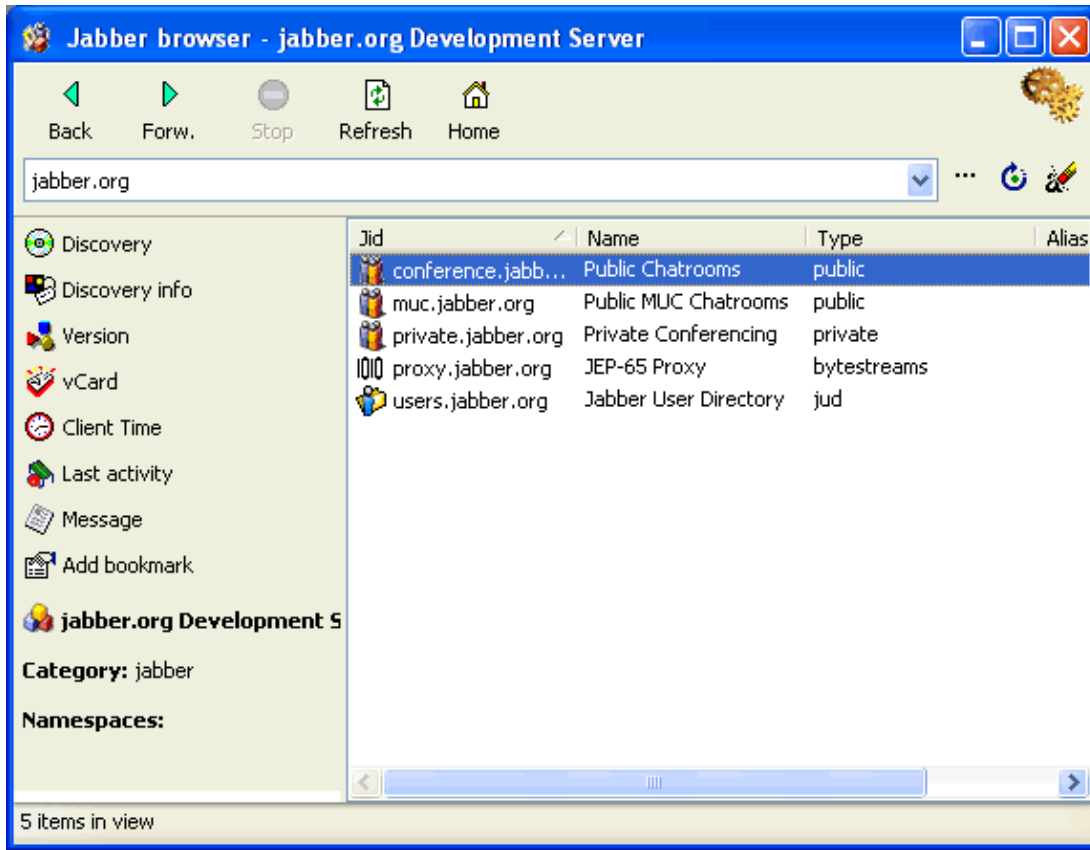 Jabber browser - jabber.org Development Server
Back Forw. Stop Refresh Home
jabber.org ...
Discovery
Discovery info
Version
vCard
Client Time
Last activity
Message
Add bookmark
jabber.org Development S
Category: jabber
Namespaces:
Jid Name Type Alias
conference.jabb... Public Chatrooms public
muc.jabber.org Public MUC Chatrooms public
private.jabber.org Private Conferencing private
proxy.jabber.org JEP-65 Proxy bytestreams
users.jabber.org Jabber User Directory jud
5 items in view